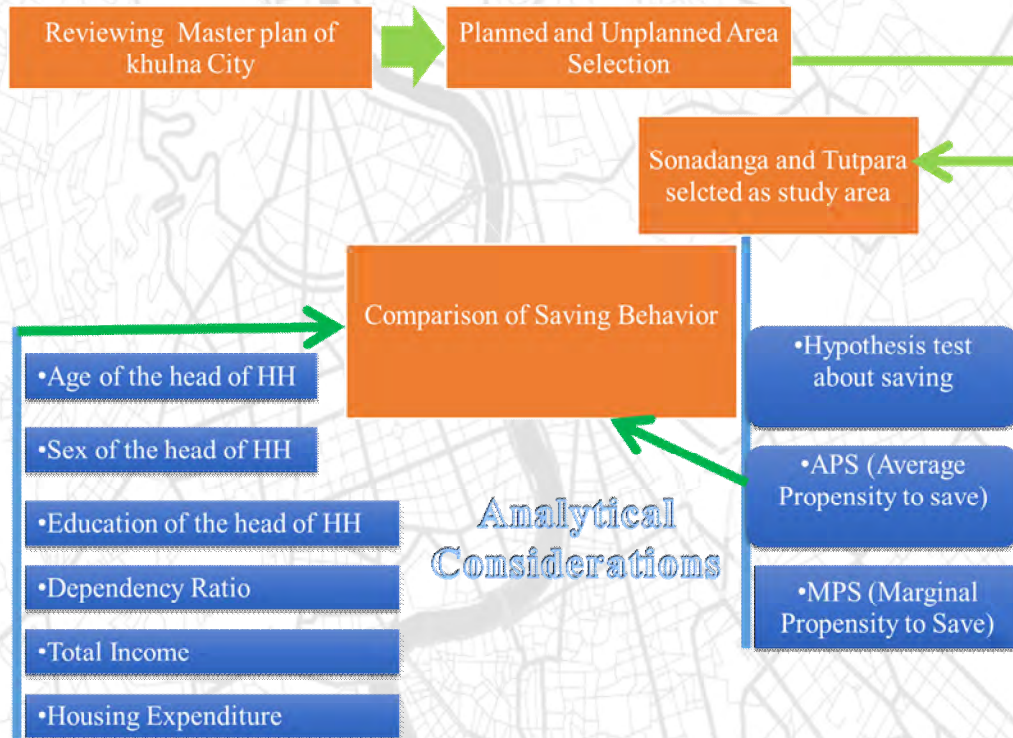 Reviewing Master plan of
khulna City
Planned and Unplanned Area
Selection
Sonadanga and Tutpara
selcted as study area
Comparison of Saving Behavior
•Age of the head of HH
•Sex of the head of HH
•Education of the head of HH
•Dependency Ratio
•Total Income
•Housing Expenditure
Analytical
Considerations
•Hypothesis test
about saving
•APS (Average
Propensity to save)
•MPS (Marginal
Propensity to Save)